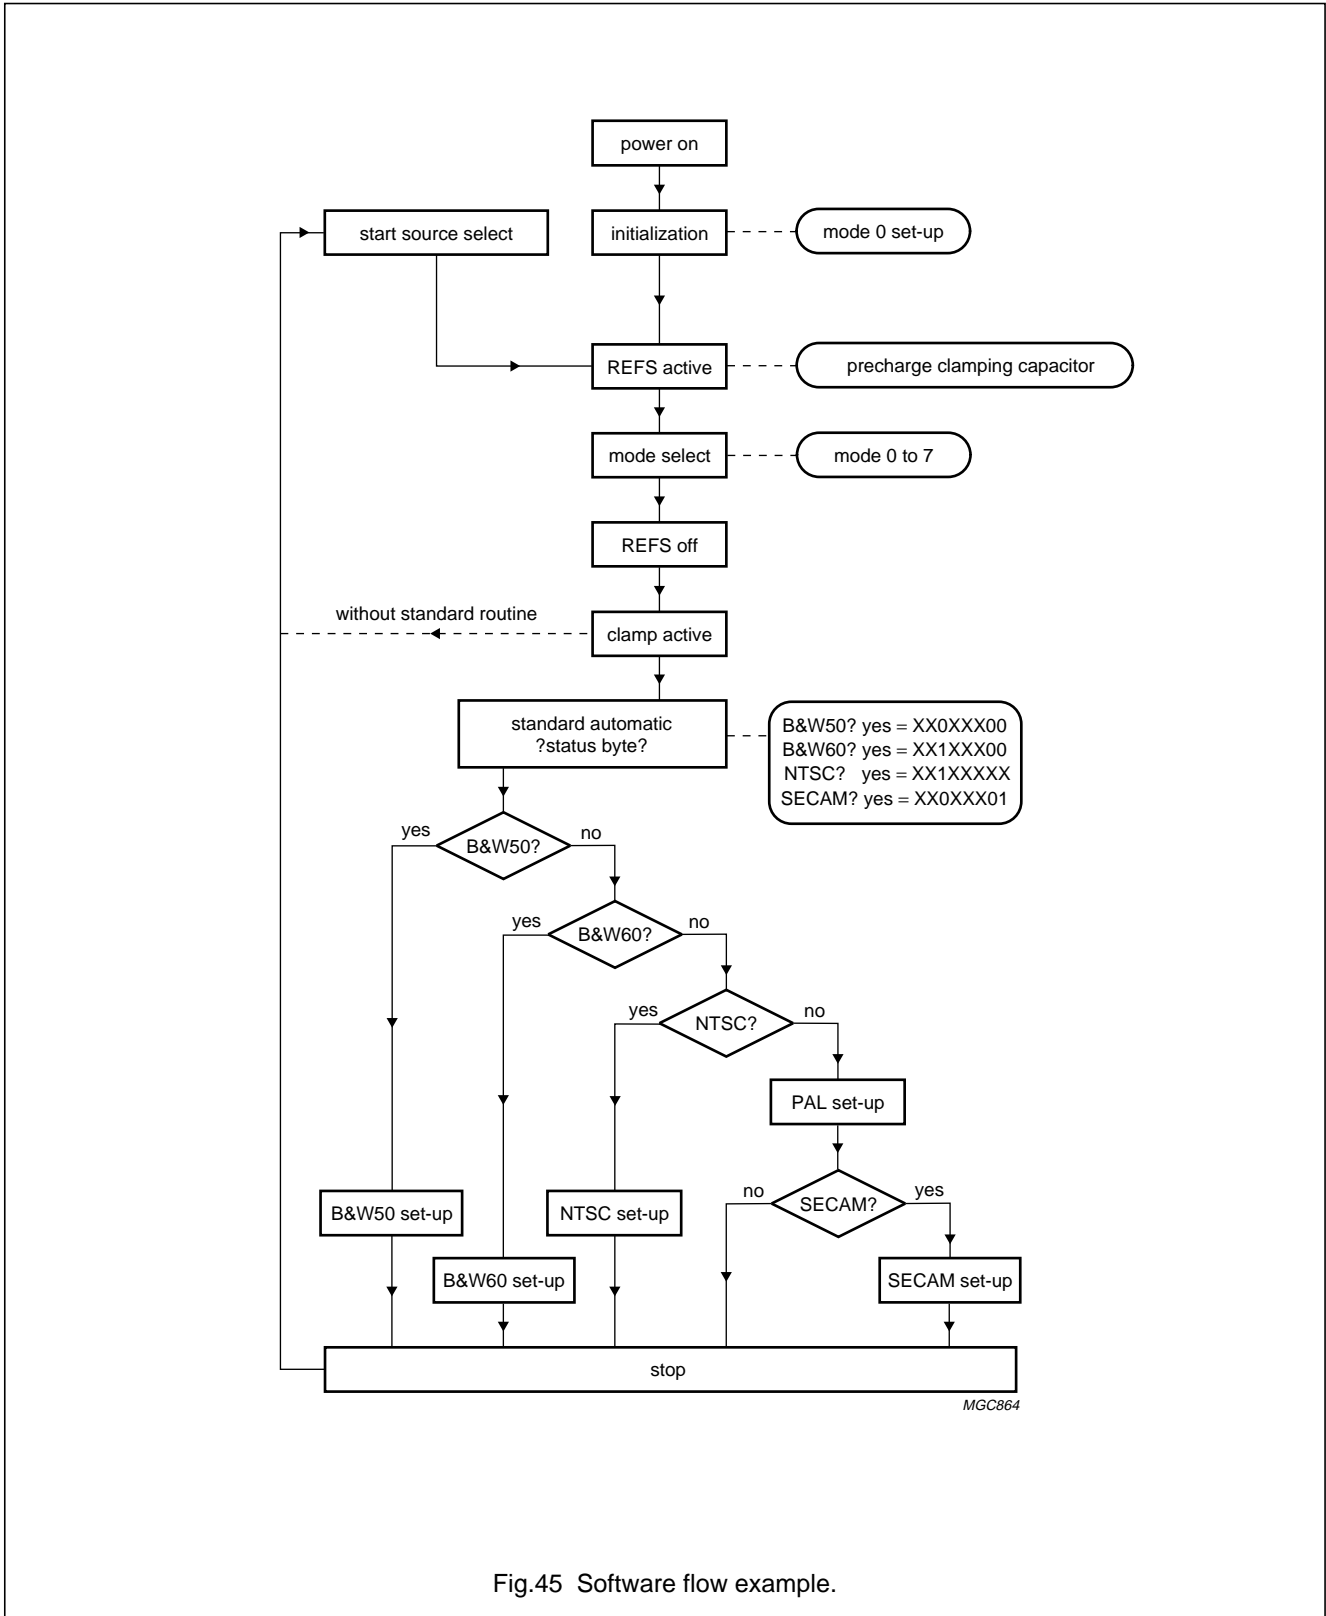 power on
start source select
initialization
mode 0 set-up
REFS active
precharge clamping capacitor
mode select
mode 0 to 7
REFS off
without standard routine
clamp active
standard automatic
?status byte?
B&W50? yes = XX0XXX00
B&W60? yes = XX1XXX00
NTSC? yes = XX1XXXXX
SECAM? yes = XX0XXX01
yes
B&W50?
no
yes
B&W60?
no
yes
NTSC?
no
PAL set-up
no
SECAM?
yes
B&W50 set-up
NTSC set-up
B&W60 set-up
SECAM set-up
stop
MGC864
Fig.45 Software flow example.